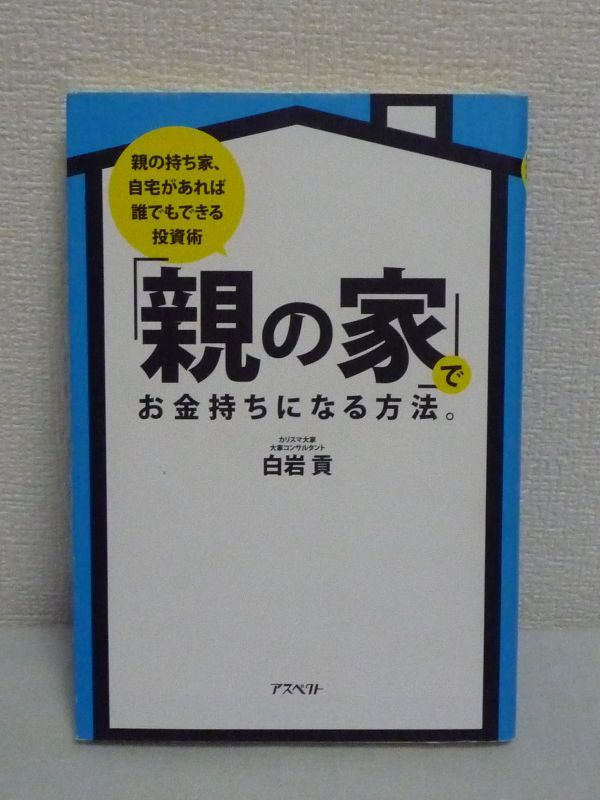 親の持ち家、
自宅があれば
誰でもできる
投資術
「親の家」で
お金持ちになる方法。
カリスマ大家
大家コンサルタント
白岩 貢
アスペクト